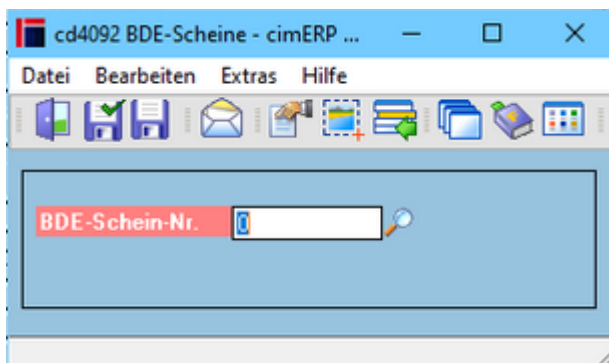 cd4092 BDE-Scheine - cimERP ...
Datei Bearbeiten Extras Hilfe
BDE-Schein-Nr. 0